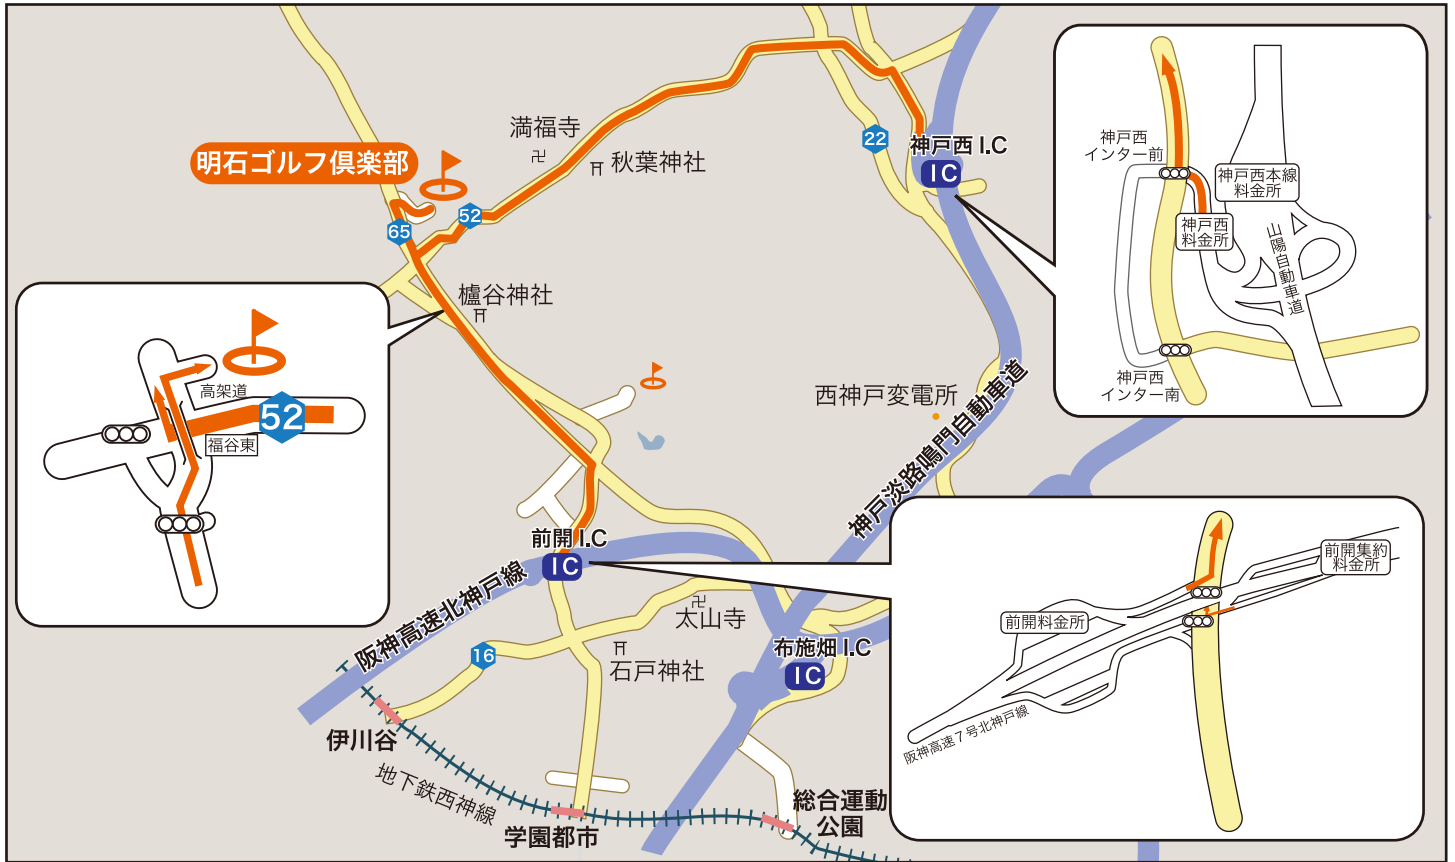 満福寺
秋葉神社
明石ゴルフ倶楽部
52
65
22
神戸西 I.C
IC
櫨谷神社
西神戸変電所
神戸淡路鳴門自動車道
前開 I.C
IC
阪神高速北神戸線
16
太山寺
石戸神社
布施畑 I.C
IC
伊川谷
地下鉄西神線
学園都市
総合運動
公園
高架道
52
福谷東
神戸西
インター前
神戸西本線
料金所
神戸西
料金所
山陽自動車道
神戸西
インター南
前開集約
料金所
前開料金所
阪神高速7号北神戸線